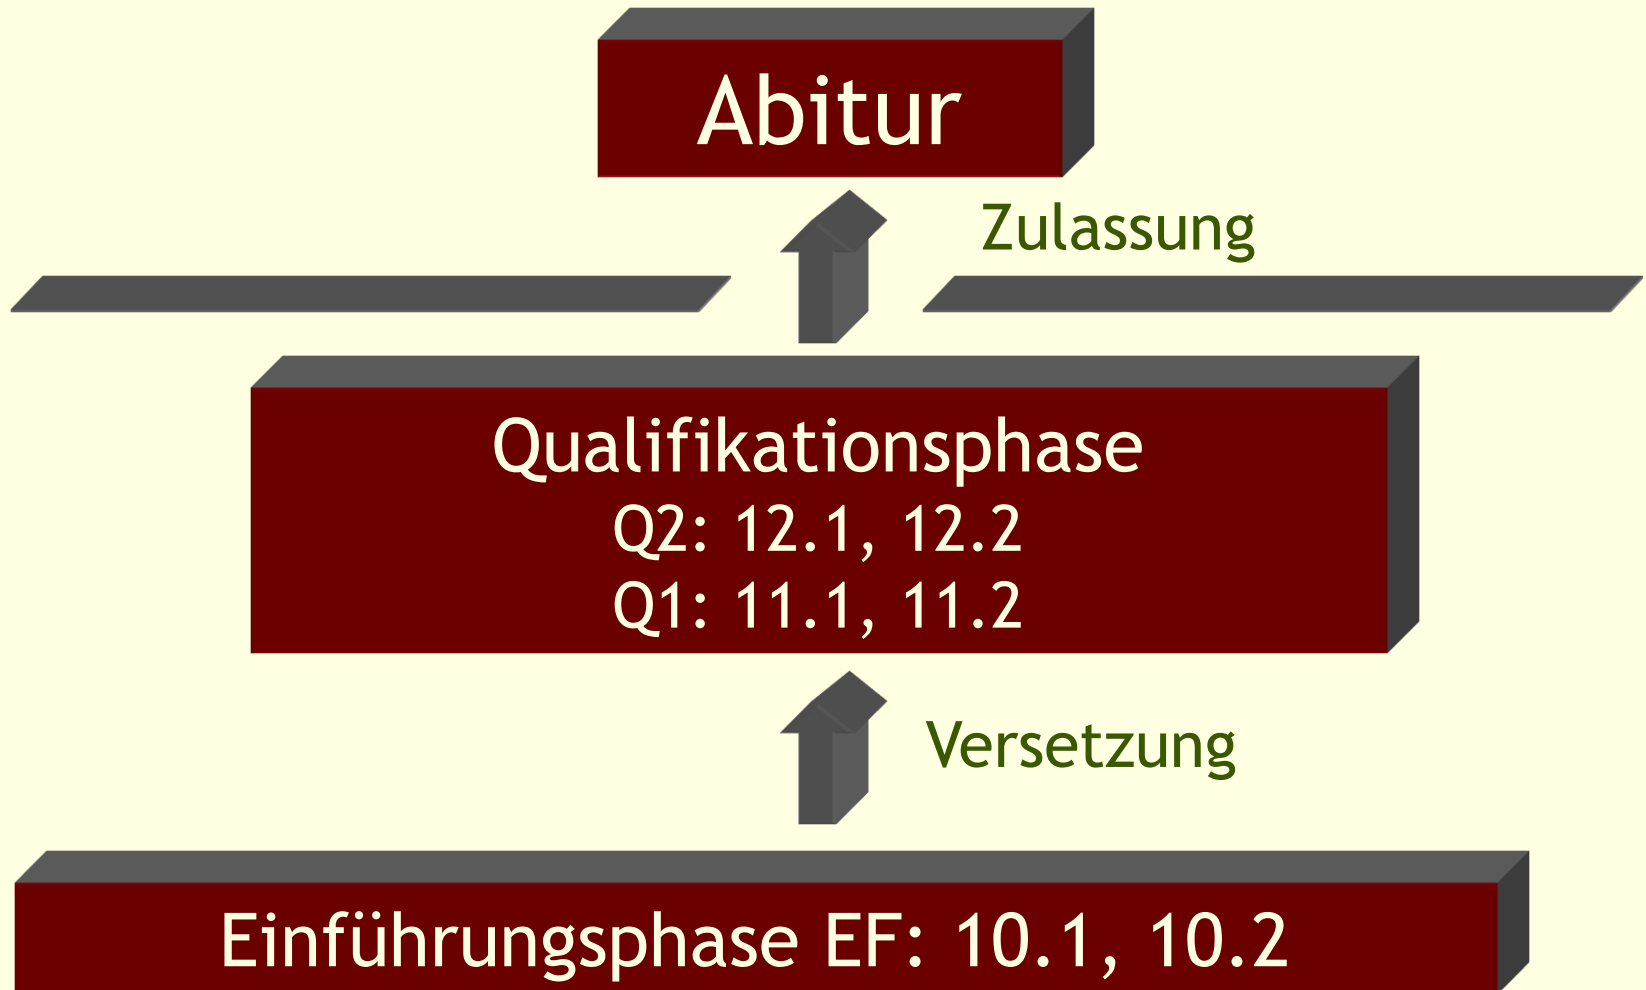 Abitur
Zulassung
Qualifikationsphase
Q2: 12.1, 12.2
Q1: 11.1, 11.2
Versetzung
Einführungsphase EF: 10.1, 10.2